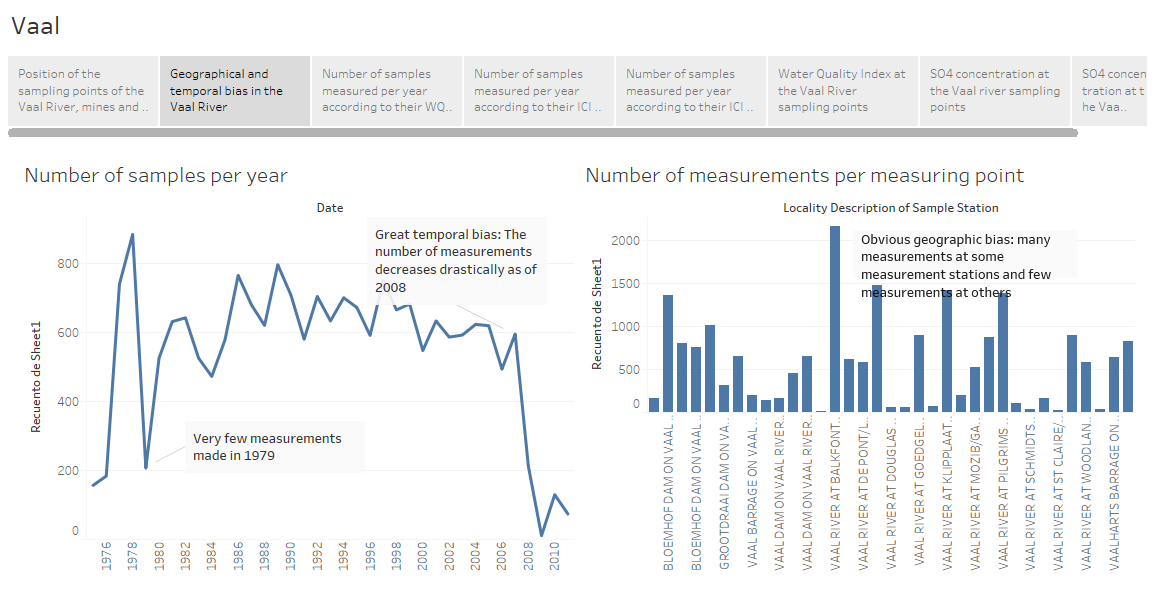 Vaal
Position of the
sampling points of the
Vaal River, mines and ..
Geographical and
temporal bias in the
Vaal River
Number of samples
measured per year
according to their WQ..
Number of samples
measured per year
according to their ICI ..
Number of samples
measured per year
according to their ICI ..
Water Quality Index at
the Vaal River
sampling points
SO4 concentration at
the Vaal river sampling
points
SO4 concen
tration at t
he Vaa..
Number of samples per year
Date
Great temporal bias: The
number of measurements
decreases drastically as of
2008
Very few measurements
made in 1979
Recuento de Sheet1
800
600
400
200
0
1976
1978
1980
1982
1984
1986
1988
1990
1992
1994
1996
1998
2000
2002
2004
2006
2008
2010
Number of measurements per measuring point
Locality Description of Sample Station
Obvious geographic bias: many
measurements at some
measurement stations and few
measurements at others
Recuento de Sheet1
2000
1500
1000
500
0
BLOEMHOF DAM ON VAAL ..
BLOEMHOF DAM ON VAAL ..
GROOTDRAAI DAM ON VA..
VAAL BARRAGE ON VAAL ..
VAAL DAM ON VAAL RIVER..
VAAL DAM ON VAAL RIVER..
VAAL RIVER AT BALKFONT..
VAAL RIVER AT DE PONT/L..
VAAL RIVER AT DOUGLAS ..
VAAL RIVER AT GOEDGEL..
VAAL RIVER AT KLIPPLAAT..
VAAL RIVER AT MOZIB/GA..
VAAL RIVER AT PILGRIMS ..
VAAL RIVER AT SCHMIDTS..
VAAL RIVER AT ST CLAIRE/..
VAAL RIVER AT WOODLAN..
VAALHARTS BARRAGE ON ..